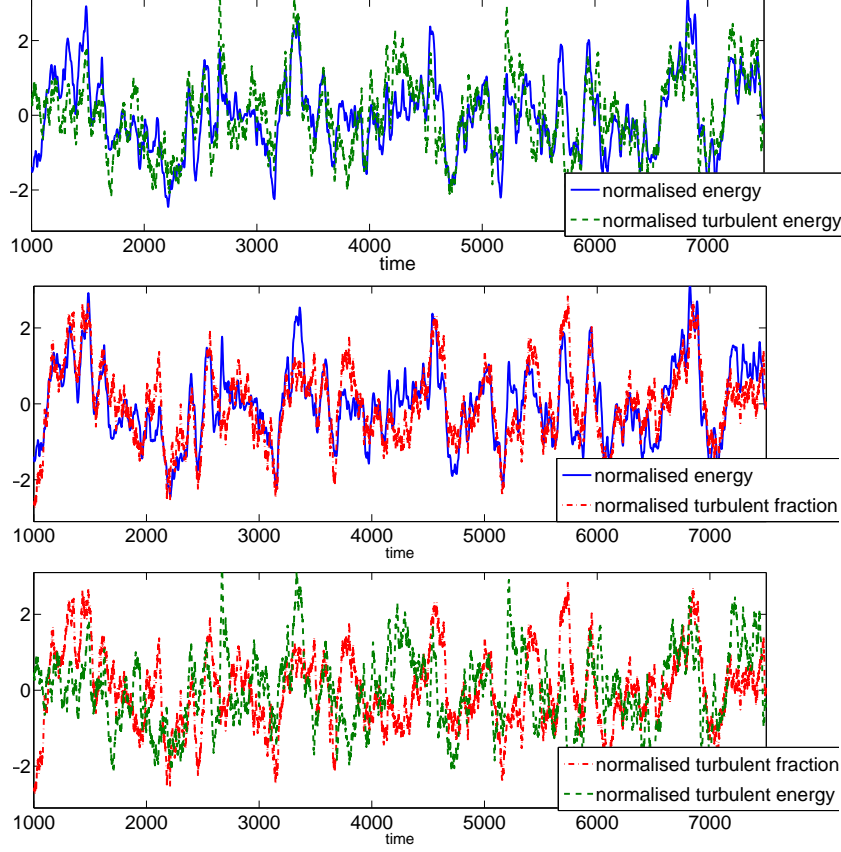 2
0
−2
1000 2000 3000 4000 5000 6000 7000
time
normalised energy
normalised turbulent energy
2
0
−2
1000 2000 3000 4000 5000 6000 7000
time
normalised energy
normalised turbulent fraction
2
0
−2
1000 2000 3000 4000 5000 6000 7000
time
normalised turbulent fraction
normalised turbulent energy